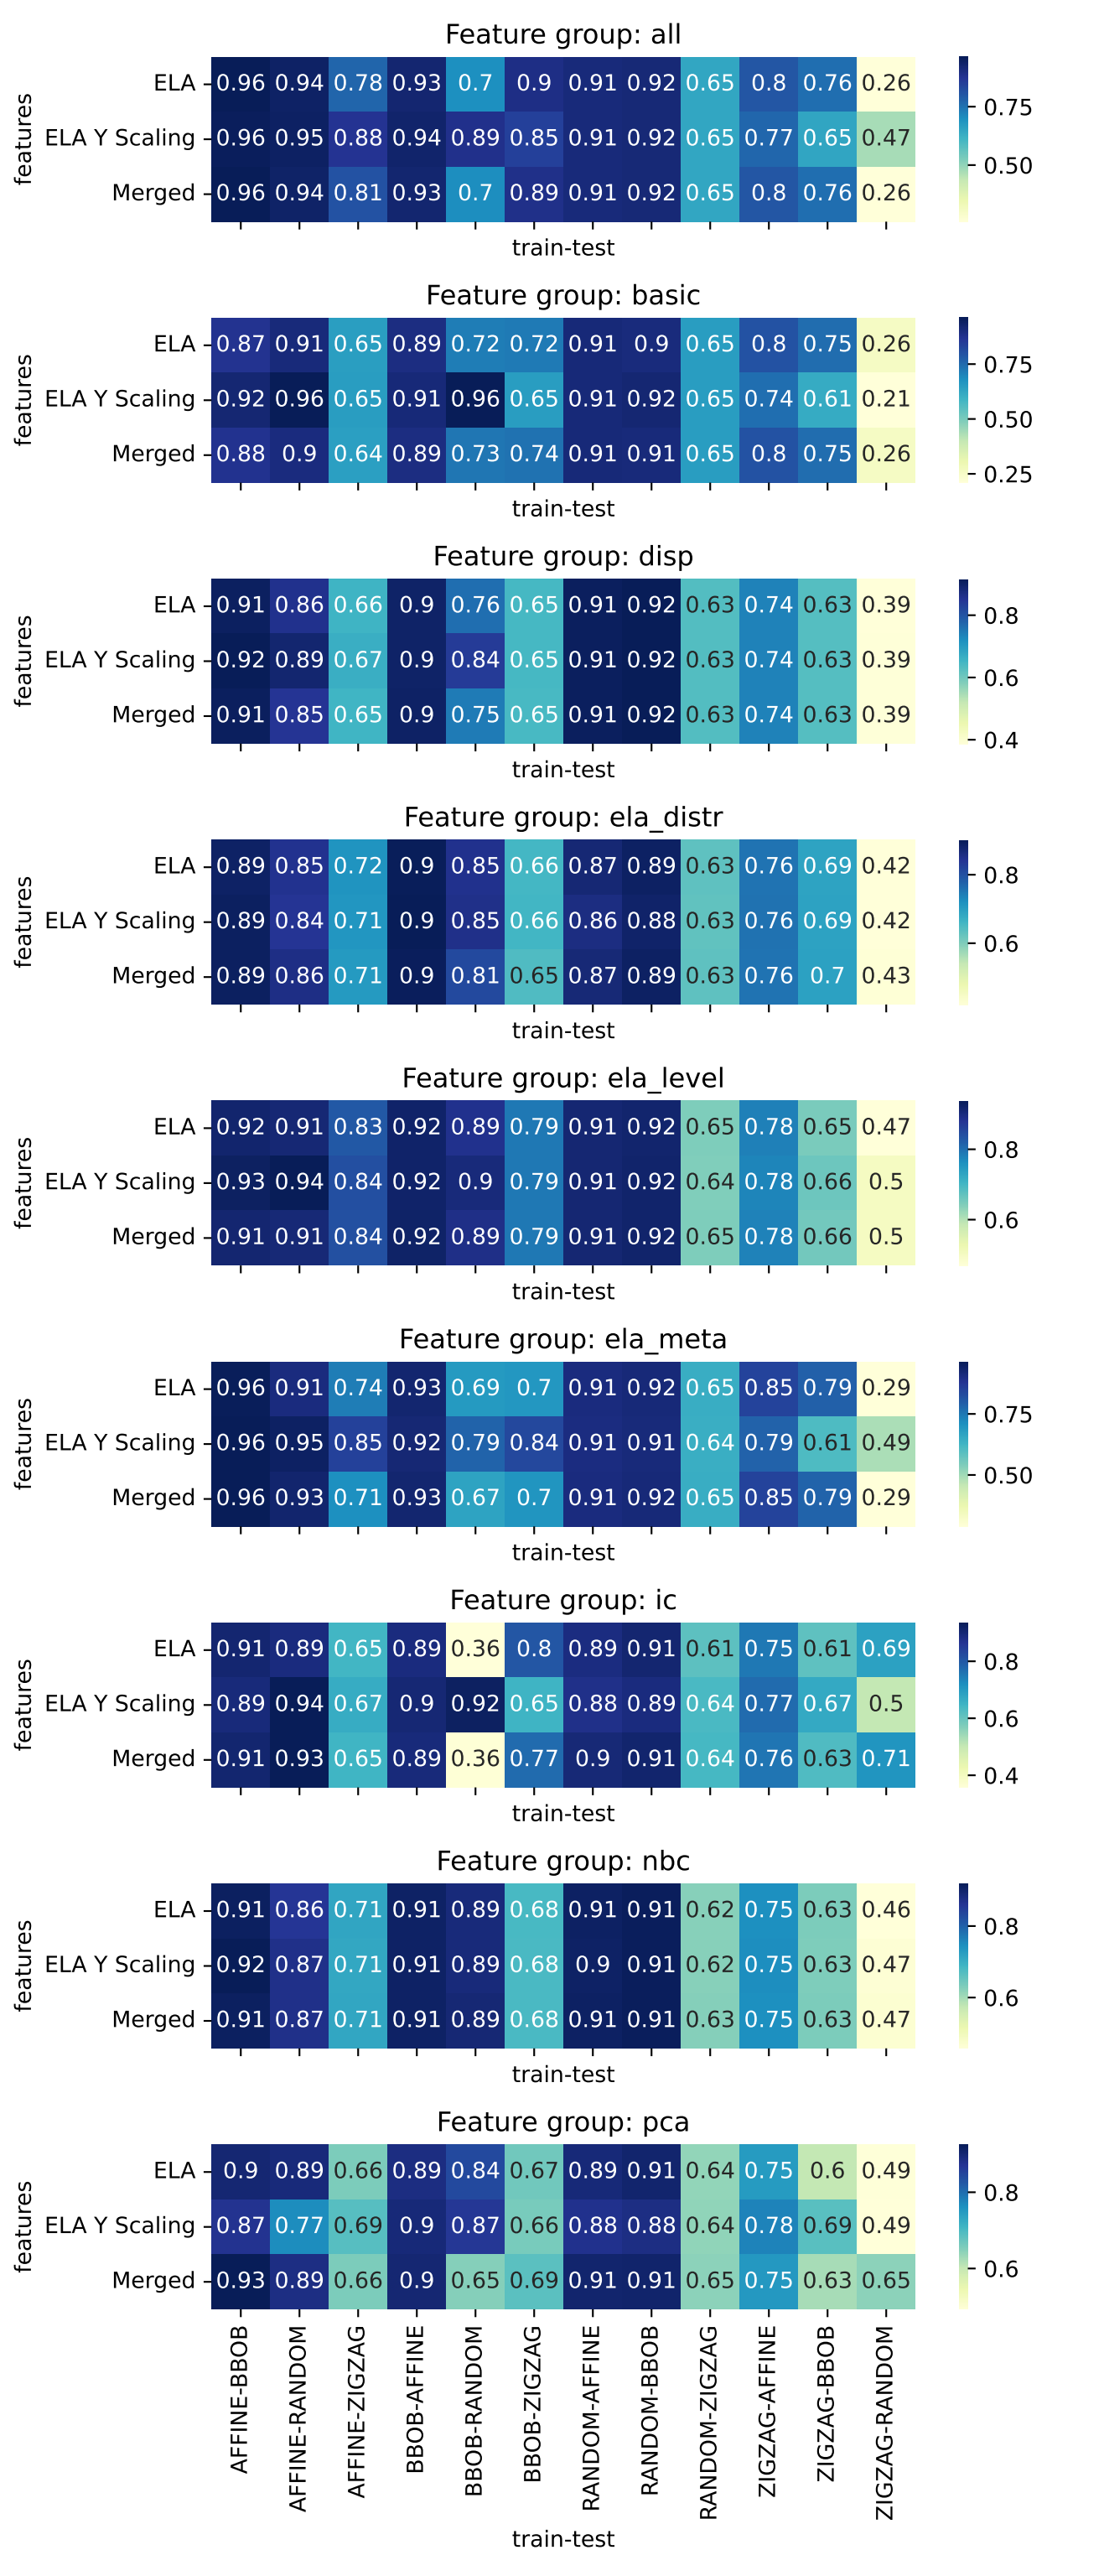 Feature group: all
features
ELA 0.96 0.94 0.78 0.93 0.7 0.9 0.91 0.92 0.65 0.8 0.76 0.26
ELA Y Scaling 0.96 0.95 0.88 0.94 0.89 0.85 0.91 0.92 0.65 0.77 0.65 0.47
Merged 0.96 0.94 0.81 0.93 0.7 0.89 0.91 0.92 0.65 0.8 0.76 0.26
0.75
0.50
train-test
Feature group: basic
features
ELA 0.87 0.91 0.65 0.89 0.72 0.72 0.91 0.9 0.65 0.8 0.75 0.26
ELA Y Scaling 0.92 0.96 0.65 0.91 0.96 0.65 0.91 0.92 0.65 0.74 0.61 0.21
Merged 0.88 0.9 0.64 0.89 0.73 0.74 0.91 0.91 0.65 0.8 0.75 0.26
0.75
0.50
0.25
train-test
Feature group: disp
features
ELA 0.91 0.86 0.66 0.9 0.76 0.65 0.91 0.92 0.63 0.74 0.63 0.39
ELA Y Scaling 0.92 0.89 0.67 0.9 0.84 0.65 0.91 0.92 0.63 0.74 0.63 0.39
Merged 0.91 0.85 0.65 0.9 0.75 0.65 0.91 0.92 0.63 0.74 0.63 0.39
0.8
0.6
0.4
train-test
Feature group: ela_distr
features
ELA 0.89 0.85 0.72 0.9 0.85 0.66 0.87 0.89 0.63 0.76 0.69 0.42
ELA Y Scaling 0.89 0.84 0.71 0.9 0.85 0.66 0.86 0.88 0.63 0.76 0.69 0.42
Merged 0.89 0.86 0.71 0.9 0.81 0.65 0.87 0.89 0.63 0.76 0.7 0.43
0.8
0.6
train-test
Feature group: ela_level
features
ELA 0.92 0.91 0.83 0.92 0.89 0.79 0.91 0.92 0.65 0.78 0.65 0.47
ELA Y Scaling 0.93 0.94 0.84 0.92 0.9 0.79 0.91 0.92 0.64 0.78 0.66 0.5
Merged 0.91 0.91 0.84 0.92 0.89 0.79 0.91 0.92 0.65 0.78 0.66 0.5
0.8
0.6
train-test
Feature group: ela_meta
features
ELA 0.96 0.91 0.74 0.93 0.69 0.7 0.91 0.92 0.65 0.85 0.79 0.29
ELA Y Scaling 0.96 0.95 0.85 0.92 0.79 0.84 0.91 0.91 0.64 0.79 0.61 0.49
Merged 0.96 0.93 0.71 0.93 0.67 0.7 0.91 0.92 0.65 0.85 0.79 0.29
0.75
0.50
train-test
Feature group: ic
features
ELA 0.91 0.89 0.65 0.89 0.36 0.8 0.89 0.91 0.61 0.75 0.61 0.69
ELA Y Scaling 0.89 0.94 0.67 0.9 0.92 0.65 0.88 0.89 0.64 0.77 0.67 0.5
Merged 0.91 0.93 0.65 0.89 0.36 0.77 0.9 0.91 0.64 0.76 0.63 0.71
0.8
0.6
0.4
train-test
Feature group: nbc
features
ELA 0.91 0.86 0.71 0.91 0.89 0.68 0.91 0.91 0.62 0.75 0.63 0.46
ELA Y Scaling 0.92 0.87 0.71 0.91 0.89 0.68 0.9 0.91 0.62 0.75 0.63 0.47
Merged 0.91 0.87 0.71 0.91 0.89 0.68 0.91 0.91 0.63 0.75 0.63 0.47
0.8
0.6
train-test
Feature group: pca
features
ELA 0.9 0.89 0.66 0.89 0.84 0.67 0.89 0.91 0.64 0.75 0.6 0.49
ELA Y Scaling 0.87 0.77 0.69 0.9 0.87 0.66 0.88 0.88 0.64 0.78 0.69 0.49
Merged 0.93 0.89 0.66 0.9 0.65 0.69 0.91 0.91 0.65 0.75 0.63 0.65
0.8
0.6
AFFINE-BBOB
AFFINE-RANDOM
AFFINE-ZIGZAG
BBOB-AFFINE
BBOB-RANDOM
BBOB-ZIGZAG
RANDOM-AFFINE
RANDOM-BBOB
RANDOM-ZIGZAG
ZIGZAG-AFFINE
ZIGZAG-BBOB
ZIGZAG-RANDOM
train-test